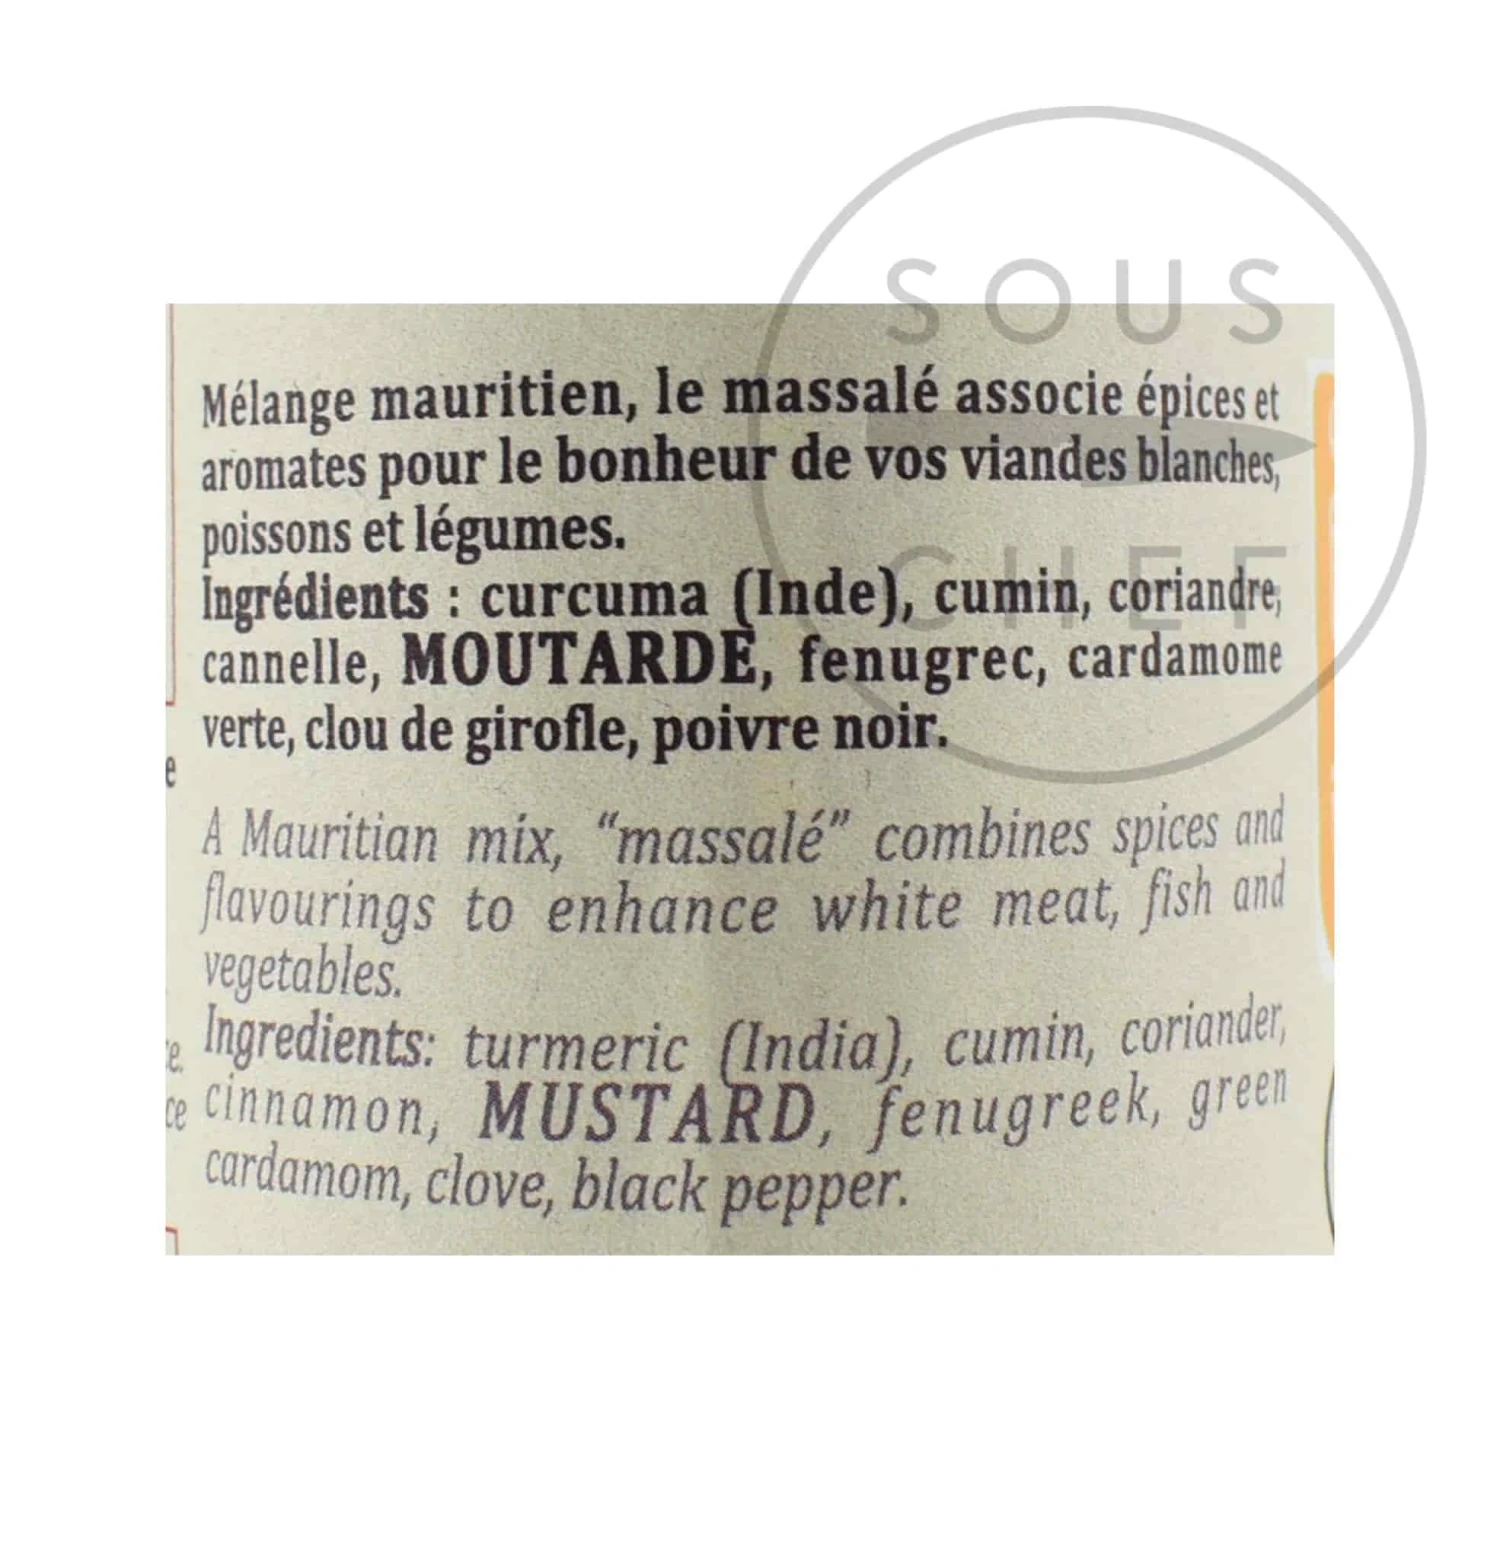 SOUS
CHEF
Mélange mauritien, le massalé associe épices et
aromates pour le bonheur de vos viandes blanches,
poissons et légumes.
Ingrédients : curcuma (Inde), cumin, coriandre,
cannelle, MOUTARDE, fenugrec, cardamome
verte, clou de girofle, poivre noir.
A Mauritian mix, “massalé” combines spices and
flavourings to enhance white meat, fish and
vegetables.
Ingredients: turmeric (India), cumin, coriander,
cinnamon, MUSTARD, fenugreek, green
cardamom, clove, black pepper.